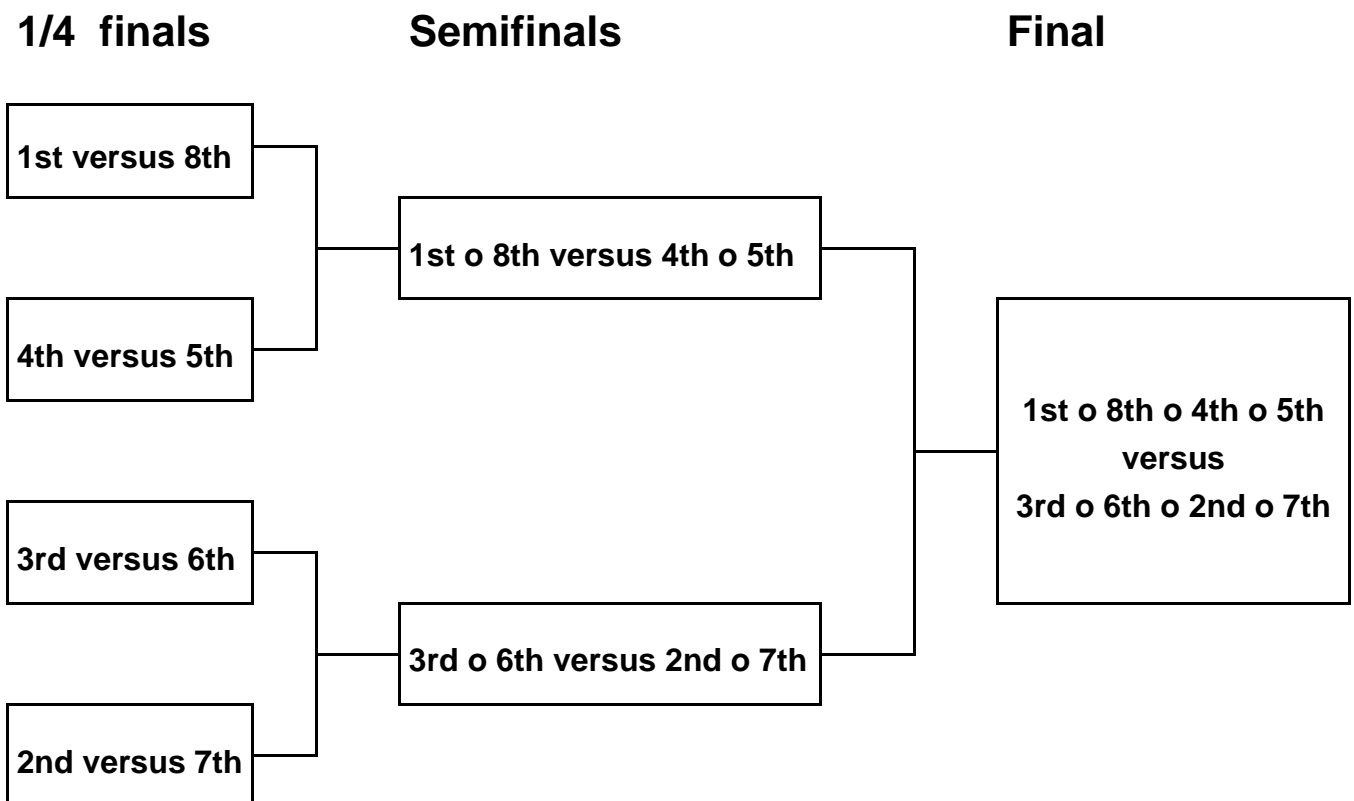 1/4 finals
Semifinals
Final
1st versus 8th
1st o 8th versus 4th o 5th
4th versus 5th
1st o 8th o 4th o 5th
versus
3rd o 6th o 2nd o 7th
3rd versus 6th
3rd o 6th versus 2nd o 7th
2nd versus 7th